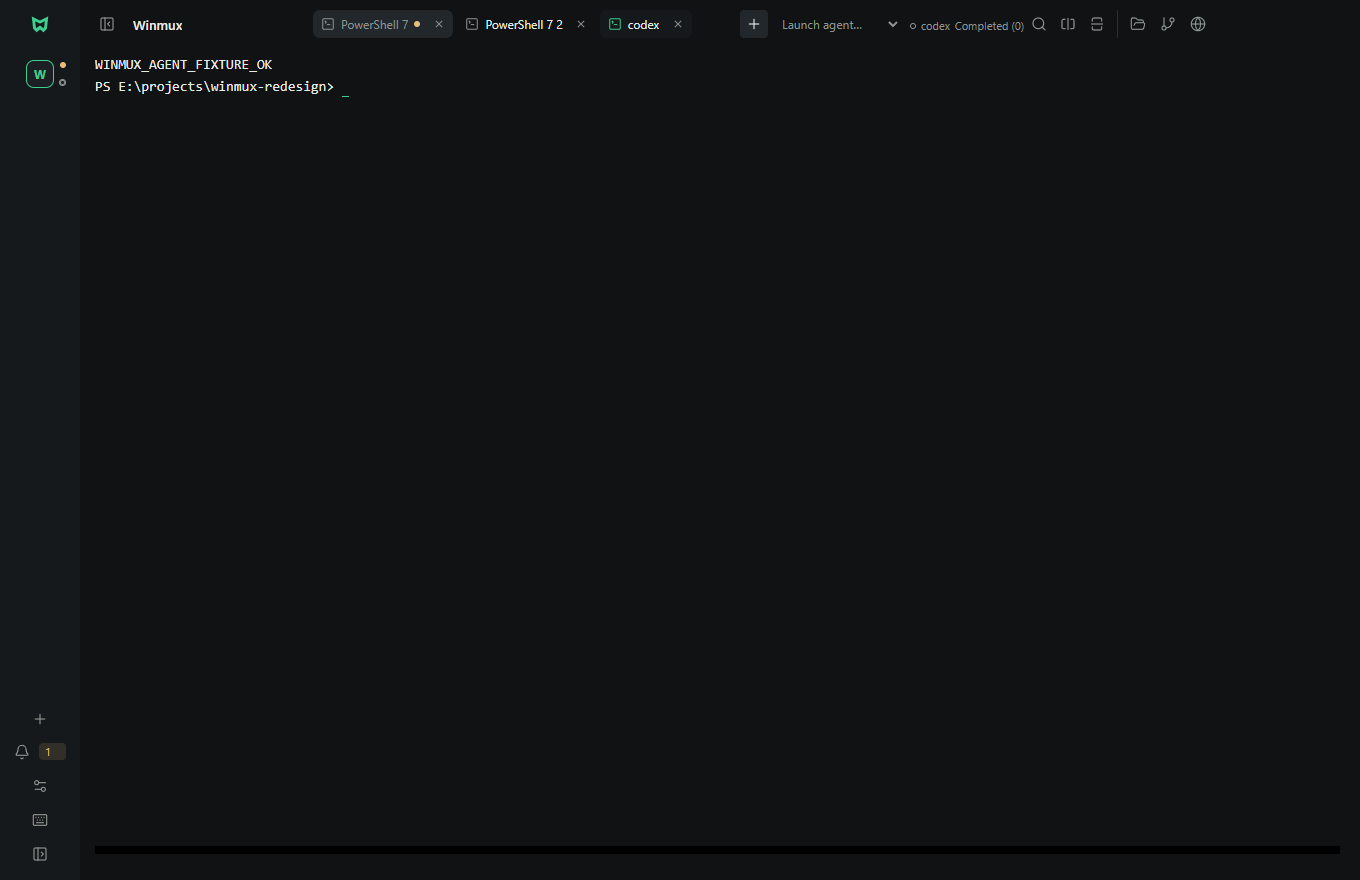 Winmux PowerShell 7 PowerShell 7 2 codex Launch agent... codex Completed (0)
W
WINMUX_AGENT_FIXTURE_OK
PS E:\projects\winmux-redesign> _
1